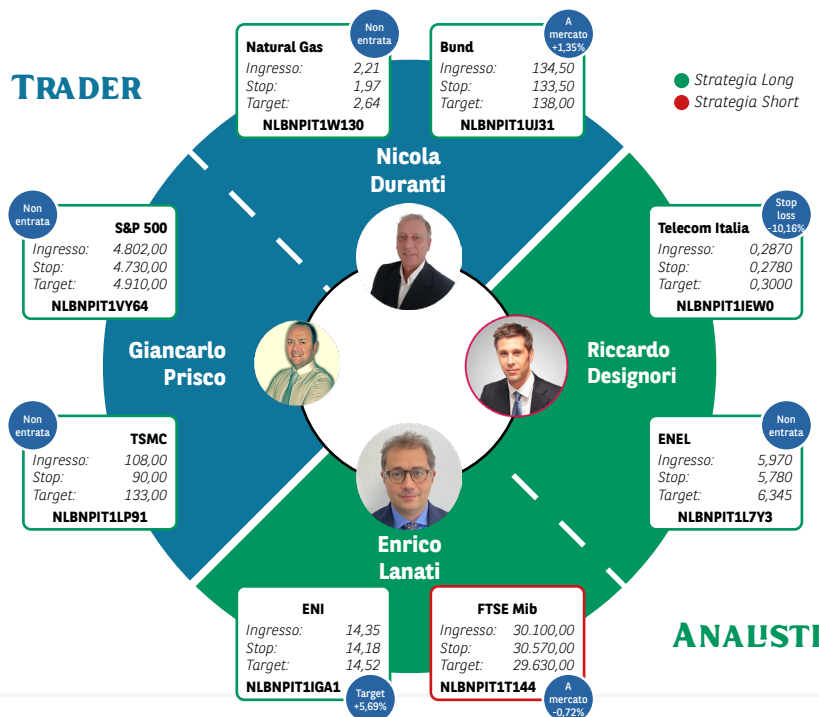 TRADER
Natural Gas
Non
entrata
Ingresso: 2,21
Stop: 1,97
Target: 2,64
NLBNPIT1W130
Bund
A
mercato
+1,35%
Ingresso: 134,50
Stop: 133,50
Target: 138,00
NLBNPIT1UJ31
Strategia Long
Strategia Short
Nicola
Duranti
Non
entrata
S&P 500
Ingresso: 4.802,00
Stop: 4.730,00
Target: 4.910,00
NLBNPIT1VY64
Telecom Italia
Stop
loss
-10,16%
Ingresso: 0,2870
Stop: 0,2780
Target: 0,3000
NLBNPIT1IEW0
Giancarlo
Prisco
Riccardo
Designori
Non
entrata
TSMC
Ingresso: 108,00
Stop: 90,00
Target: 133,00
NLBNPIT1LP91
ENEL
Non
entrata
Ingresso: 5,970
Stop: 5,780
Target: 6,345
NLBNPIT1L7Y3
Enrico
Lanati
ENI
Ingresso: 14,35
Stop: 14,18
Target: 14,52
NLBNPIT1IGA1
Target
+5,69%
FTSE Mib
Ingresso: 30.100,00
Stop: 30.570,00
Target: 29.630,00
NLBNPIT1T144
A
mercato
-0,72%
ANALISTI